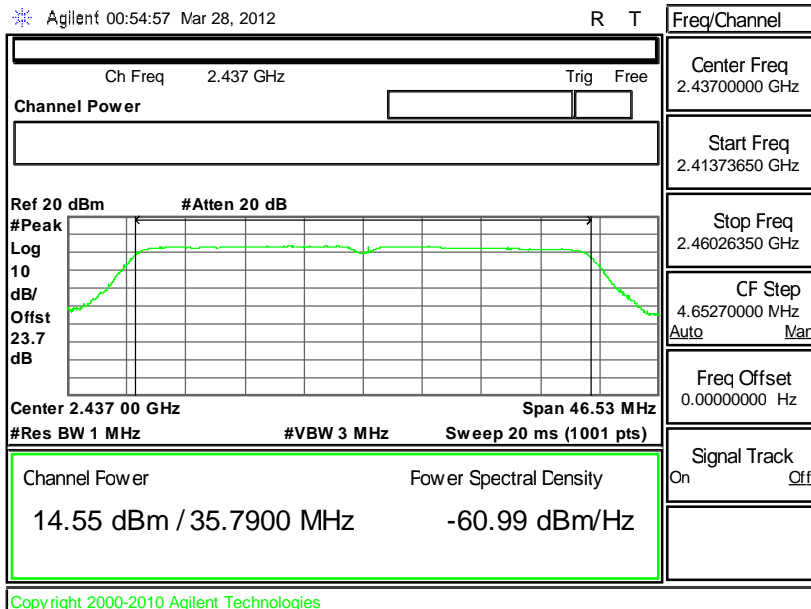 Agilent 00:54:57 Mar 28, 2012 R T
Ch Freq 2.437 GHz Trig Free
Channel Power
Ref 20 dBm #Atten 20 dB
#Peak
Log
10
dB/
Offst
23.7
dB
Center 2.437 00 GHz Span 46.53 MHz
#Res BW 1 MHz #VBW 3 MHz Sweep 20 ms (1001 pts)
Channel Power Power Spectral Density
14.55 dBm / 35.7900 MHz -60.99 dBm/Hz
Copyright 2000-2010 Agilent Technologies
Freq/Channel
Center Freq
2.43700000 GHz
Start Freq
2.41373650 GHz
Stop Freq
2.46026350 GHz
CF Step
4.65270000 MHz
Auto Man
Freq Offset
0.00000000 Hz
Signal Track
On Off